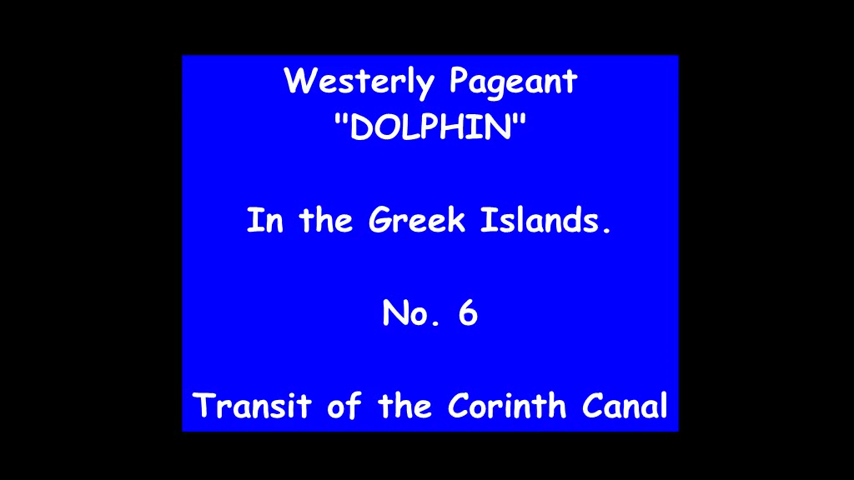 Westerly Pageant
"DOLPHIN"
In the Greek Islands.
No. 6
Transit of the Corinth Canal